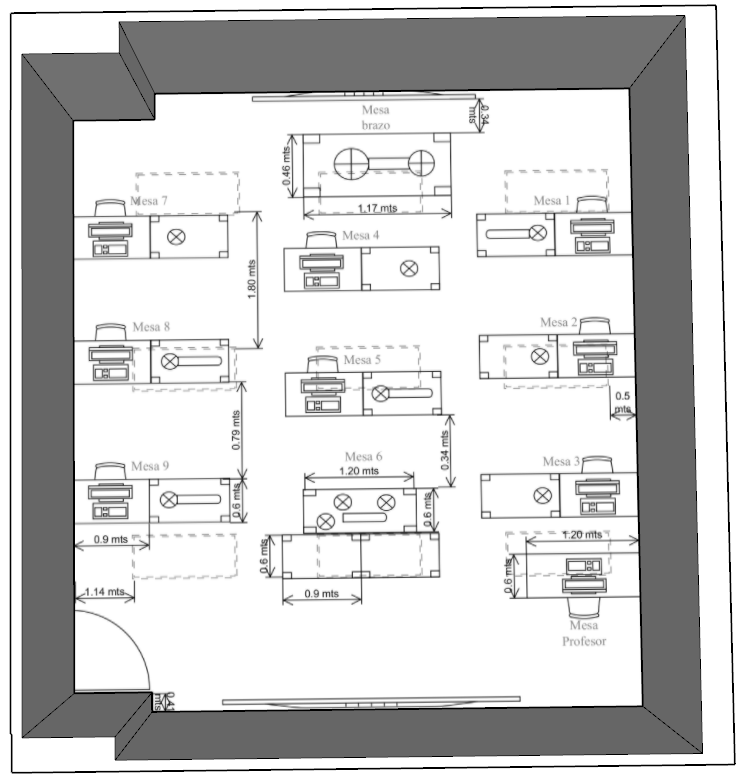 Mesa
brazo
0.34
mts
0.46 mts
1.17 mts
Mesa 7
Mesa 1
Mesa 4
1.80 mts
Mesa 8
Mesa 2
Mesa 5
0.5
mts
0.79 mts
0.34 mts
Mesa 9
Mesa 6
Mesa 3
1.20 mts
0.6 mts
0.6 mts
0.9 mts
1.20 mts
0.6 mts
0.6 mts
1.14 mts
0.9 mts
Mesa
Profesor
0.41
mts